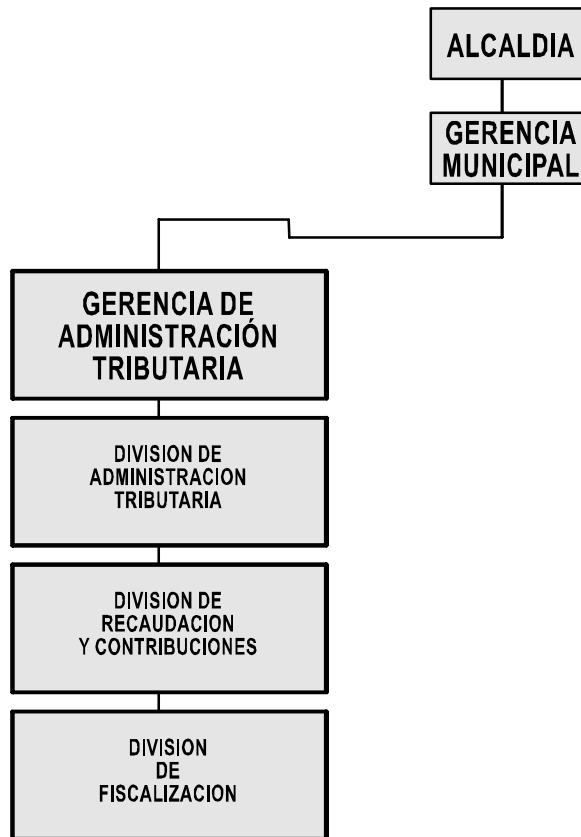 ALCALDIA
GERENCIA
MUNICIPAL
GERENCIA DE
ADMINISTRACIÓN
TRIBUTARIA
DIVISION DE
ADMINISTRACION
TRIBUTARIA
DIVISION DE
RECAUDACION
Y CONTRIBUCIONES
DIVISION
DE
FISCALIZACION